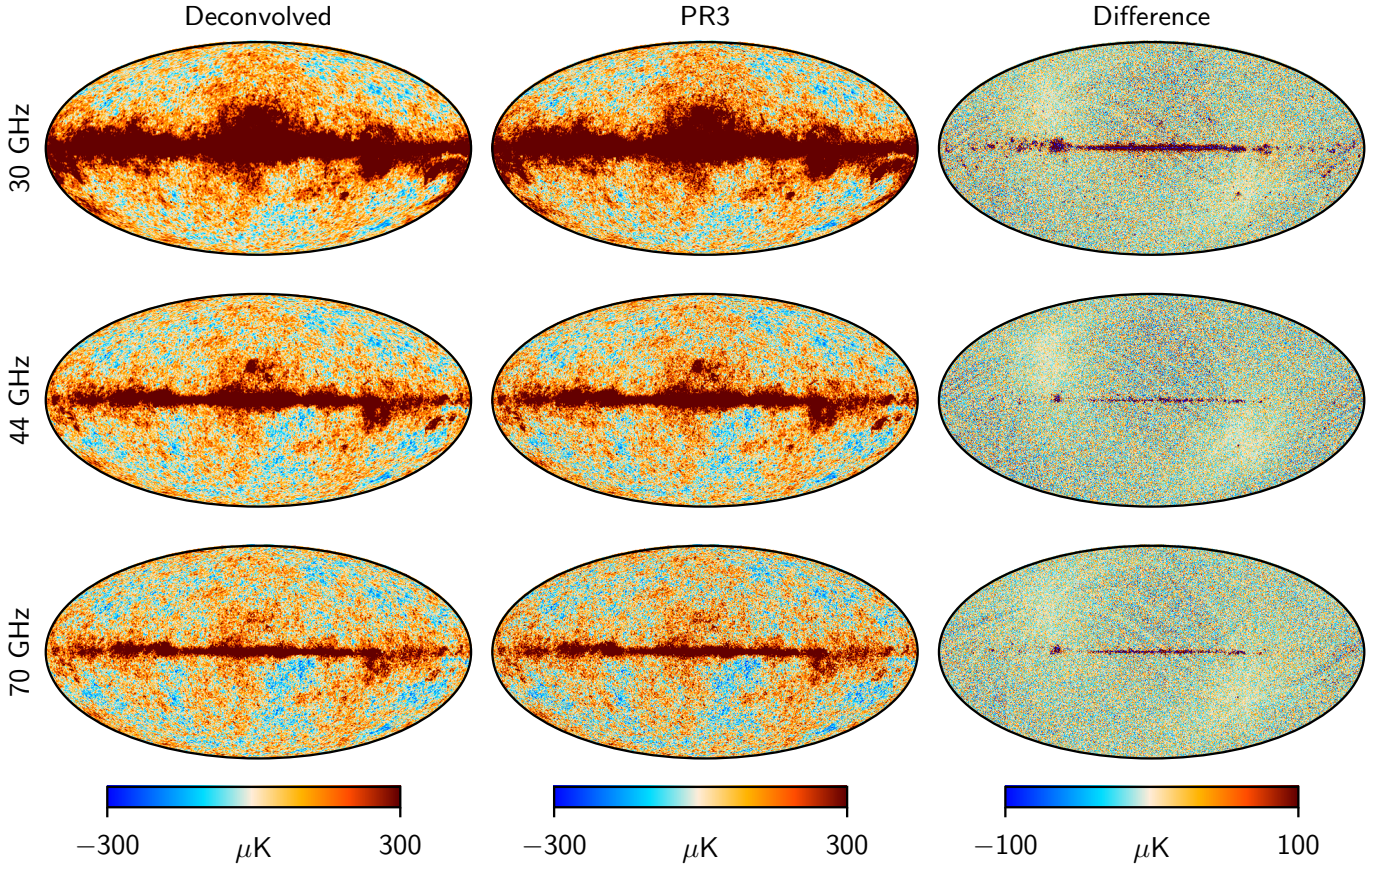 Deconvolved PR3 Difference
30 GHz
44 GHz
70 GHz
−300 μK 300 −300 μK 300 −100 μK 100